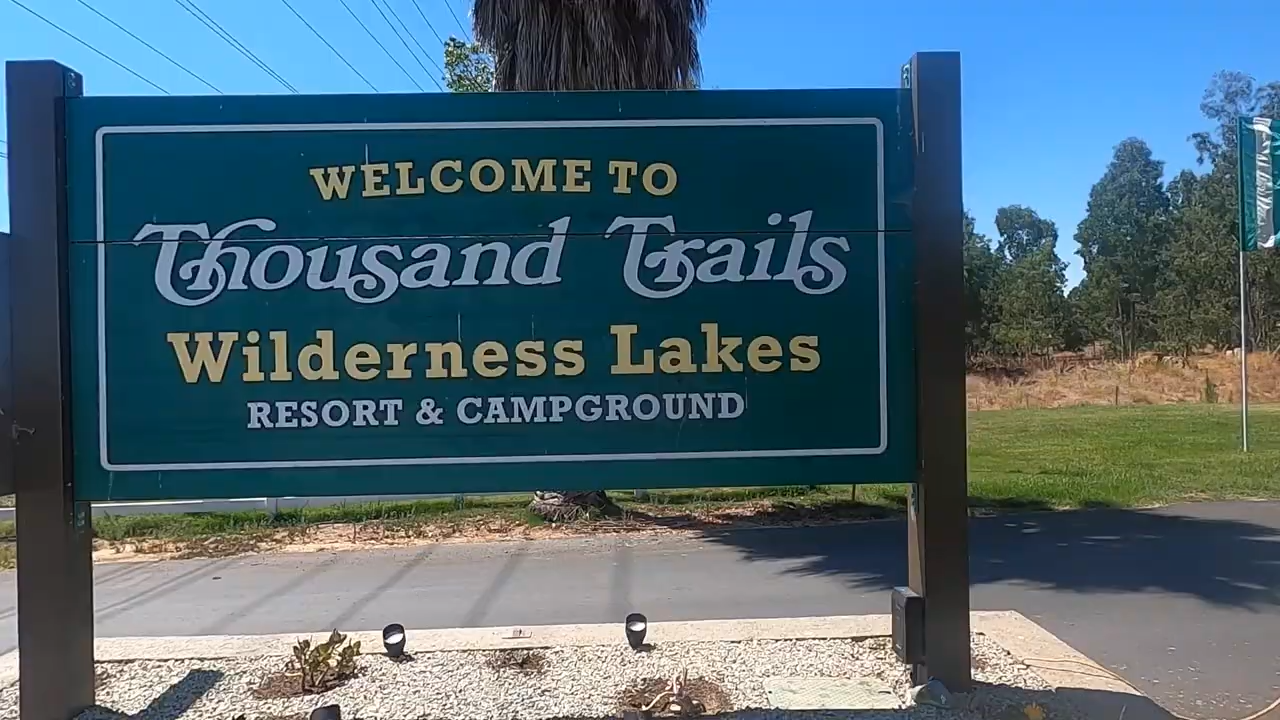 WELCOME TO
Thousand Trails
Wilderness Lakes
RESORT & CAMPGROUND